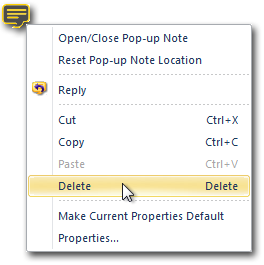 Open/Close Pop-up Note
Reset Pop-up Note Location
Reply
Cut Ctrl+X
Copy Ctrl+C
Paste Ctrl+V
Delete Delete
Make Current Properties Default
Properties...